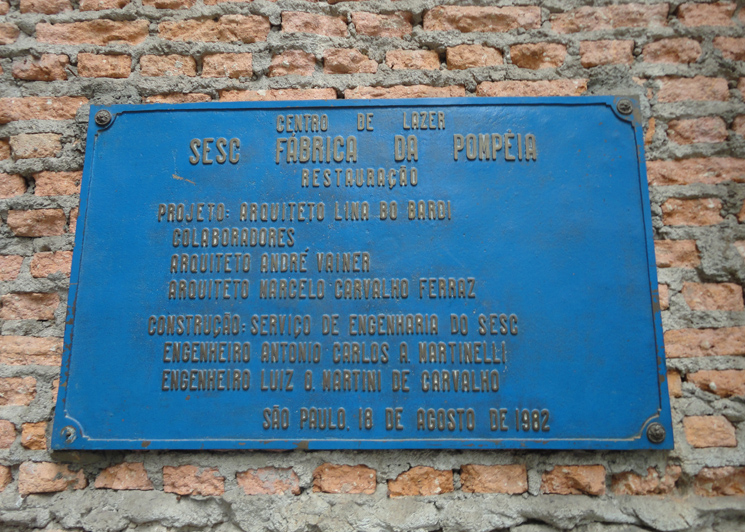 CENTRO DE LAZER
SESC FÁBRICA DA POMPÉIA
RESTAURAÇÃO
PROJETO: ARQUITETO LINA BO BARDI
COLABORADORES
ARQUITETO ANDRÉ VAINER
ARQUITETO MARCELO CARVALHO FERRAZ
CONSTRUÇÃO: SERVIÇO DE ENGENHARIA DO SESC
ENGENHEIRO ANTONIO CARLOS A. MARTINELLI
ENGENHEIRO LUIZ O. MARTINI DE CARVALHO
SÃO PAULO, 18 DE AGOSTO DE 1982